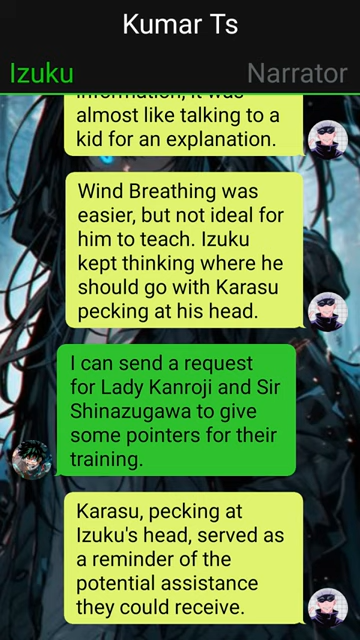 Kumar Ts
Izuku
Narrator
information, it was
almost like talking to a
kid for an explanation.
Wind Breathing was
easier, but not ideal for
him to teach. Izuku
kept thinking where he
should go with Karasu
pecking at his head.
I can send a request
for Lady Kanroji and Sir
Shinazugawa to give
some pointers for their
training.
Karasu, pecking at
Izuku's head, served as
a reminder of the
potential assistance
they could receive.